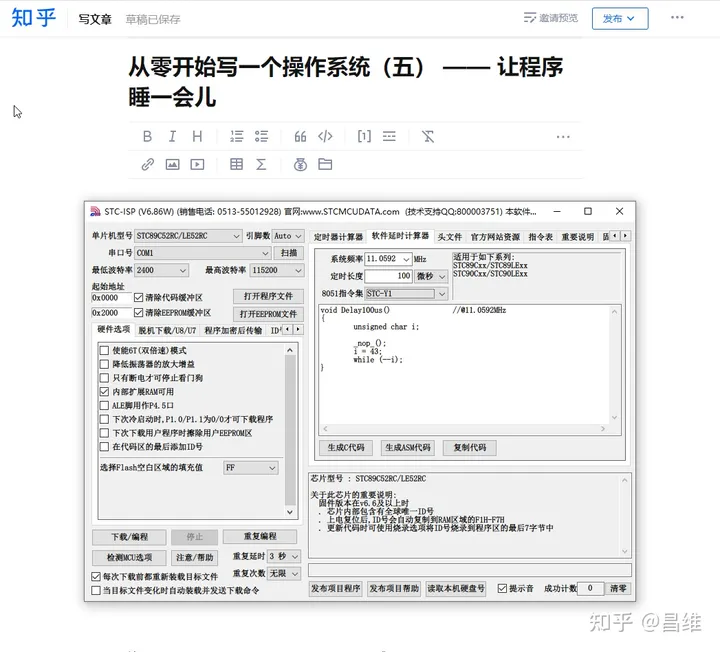 知乎 写文章 草稿已保存 邀请预览 发布
从零开始写一个操作系统（五） —— 让程序
睡一会儿
STC-ISP (V6.86W) (销售电话: 0513-55012928) 官网:www.STCMCUDATA.com (技术支持QQ:800003751) 本软件...
单片机型号 STC89C52RC/LE52RC 引脚数 Auto
串口号 COM1 扫描
最低波特率 2400 最高波特率 115200
起始地址
0x0000 清除代码缓冲区 打开程序文件
0x2000 清除EEPROM缓冲区 打开EEPROM文件
硬件选项 脱机下载/U8/U7 程序加密后传输 ID
使能6T(双倍速)模式
降低振荡器的放大增益
只有断电才可停止看门狗
内部扩展RAM可用
ALE脚用作P4.5口
下次冷启动时,P1.0/P1.1为0/0才可下载程序
下次下载用户程序时擦除用户EEPROM区
在代码区的最后添加ID号
选择Flash空白区域的填充值 FF
下载/编程 停止 重复编程
检测MCU选项 注意/帮助 重复延时 3 秒
每次下载前都重新装载目标文件 重复次数 无限
当目标文件变化时自动装载并发送下载命令
定时器计算器 软件延时计算器 头文件 官方网站资源 指令表 重要说明
系统频率 11.0592 MHz
定时长度 100 微秒
8051指令集 STC-Y1
适用于如下系列:
STC89Cxx/STC89LExx
STC90Cxx/STC90LExx
void Delay100us() //@11.0592MHz
{
unsigned char i;
_nop_();
i = 43;
while (--i);
}
生成C代码 生成ASM代码 复制代码
芯片型号 : STC89C52RC/LE52RC
关于此芯片的重要说明:
固件版本在v6.6及以上时
. 芯片内部包含有全球唯一ID号
. 上电复位后,ID号会自动复制到RAM区域的F1H-F7H
. 更新代码时可使用烧录选项将ID号烧录到程序区的最后7字节中
发布项目程序 发布项目帮助 读取本机硬盘号 提示音 成功计数 0 清零
知乎 @昌维